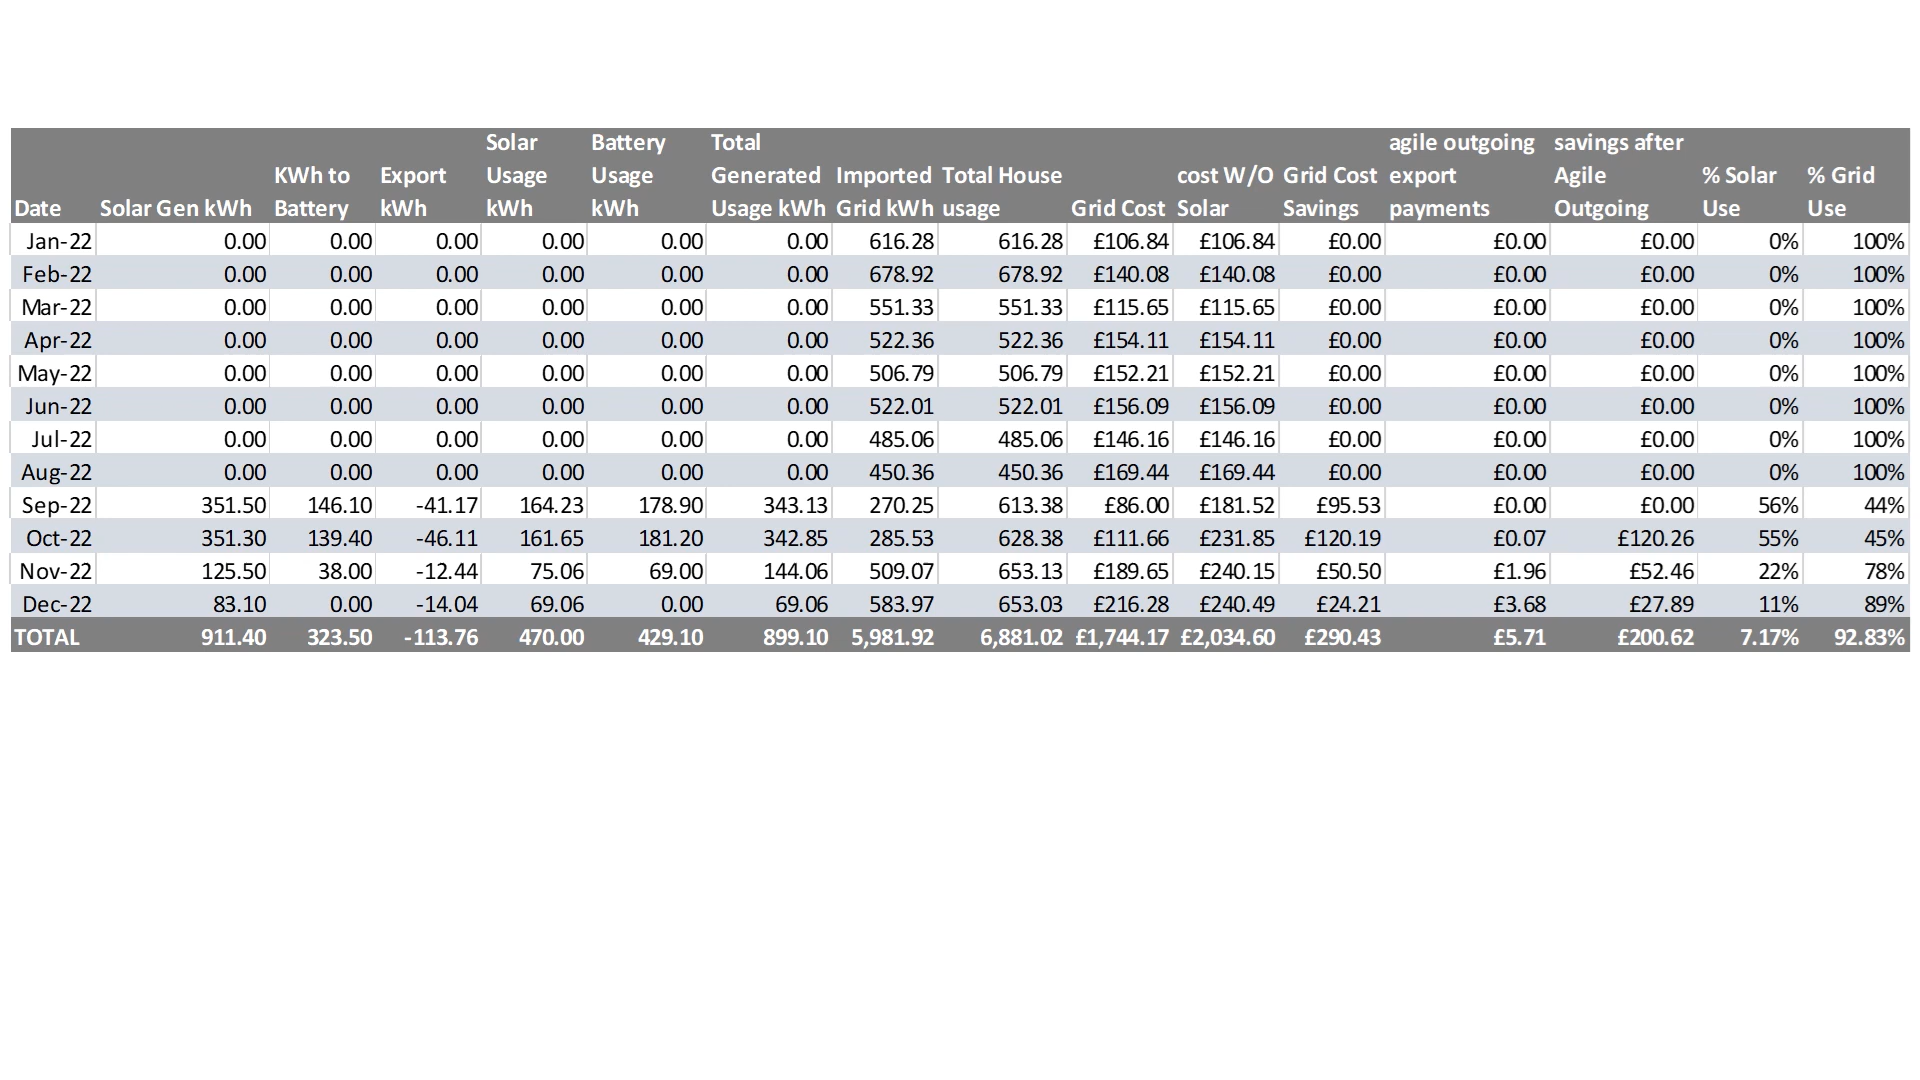 Date Solar Gen kWh KWh to Battery Export kWh Solar Usage kWh Battery Usage kWh Total Generated Usage kWh Imported Grid kWh Total House usage Grid Cost cost W/O Solar Grid Cost Savings agile outgoing export payments savings after Agile Outgoing % Solar Use % Grid Use
Jan-22 0.00 0.00 0.00 0.00 0.00 0.00 616.28 616.28 £106.84 £106.84 £0.00 £0.00 £0.00 0% 100%
Feb-22 0.00 0.00 0.00 0.00 0.00 0.00 678.92 678.92 £140.08 £140.08 £0.00 £0.00 £0.00 0% 100%
Mar-22 0.00 0.00 0.00 0.00 0.00 0.00 551.33 551.33 £115.65 £115.65 £0.00 £0.00 £0.00 0% 100%
Apr-22 0.00 0.00 0.00 0.00 0.00 0.00 522.36 522.36 £154.11 £154.11 £0.00 £0.00 £0.00 0% 100%
May-22 0.00 0.00 0.00 0.00 0.00 0.00 506.79 506.79 £152.21 £152.21 £0.00 £0.00 £0.00 0% 100%
Jun-22 0.00 0.00 0.00 0.00 0.00 0.00 522.01 522.01 £156.09 £156.09 £0.00 £0.00 £0.00 0% 100%
Jul-22 0.00 0.00 0.00 0.00 0.00 0.00 485.06 485.06 £146.16 £146.16 £0.00 £0.00 £0.00 0% 100%
Aug-22 0.00 0.00 0.00 0.00 0.00 0.00 450.36 450.36 £169.44 £169.44 £0.00 £0.00 £0.00 0% 100%
Sep-22 351.50 146.10 -41.17 164.23 178.90 343.13 270.25 613.38 £86.00 £181.52 £95.53 £0.00 £0.00 56% 44%
Oct-22 351.30 139.40 -46.11 161.65 181.20 342.85 285.53 628.38 £111.66 £231.85 £120.19 £0.07 £120.26 55% 45%
Nov-22 125.50 38.00 -12.44 75.06 69.00 144.06 509.07 653.13 £189.65 £240.15 £50.50 £1.96 £52.46 22% 78%
Dec-22 83.10 0.00 -14.04 69.06 0.00 69.06 583.97 653.03 £216.28 £240.49 £24.21 £3.68 £27.89 11% 89%
TOTAL 911.40 323.50 -113.76 470.00 429.10 899.10 5,981.92 6,881.02 £1,744.17 £2,034.60 £290.43 £5.71 £200.62 7.17% 92.83%